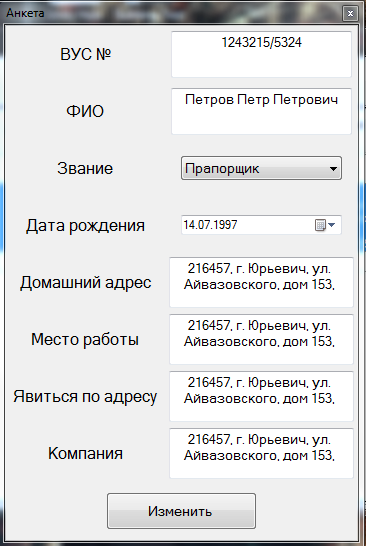 Анкета
ВУС №
1243215/5324
ФИО
Петров Петр Петрович
Звание
Прапорщик
Дата рождения
14.07.1997
Домашний адрес
216457, г. Юрьевич, ул.
Айвазовского, дом 153,
Место работы
216457, г. Юрьевич, ул.
Айвазовского, дом 153,
Явиться по адресу
216457, г. Юрьевич, ул.
Айвазовского, дом 153,
Компания
216457, г. Юрьевич, ул.
Айвазовского, дом 153,
Изменить